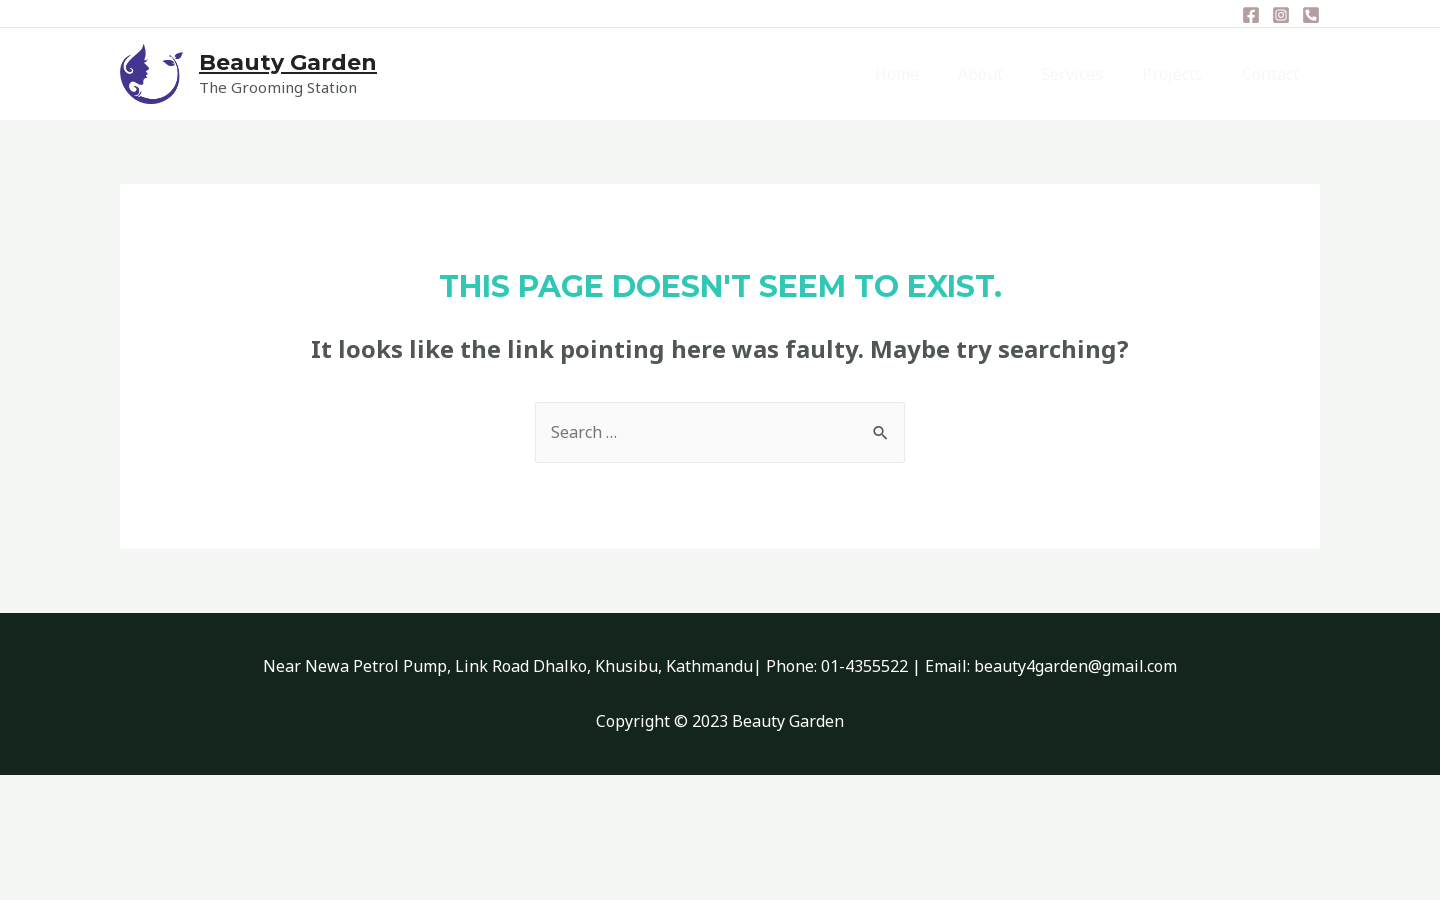 Beauty Garden
The Grooming Station
Home About Services Projects Contact
THIS PAGE DOESN'T SEEM TO EXIST.
It looks like the link pointing here was faulty. Maybe try searching?
Search ...
Near Newa Petrol Pump, Link Road Dhalko, Khusibu, Kathmandu| Phone: 01-4355522 | Email: beauty4garden@gmail.com
Copyright © 2023 Beauty Garden